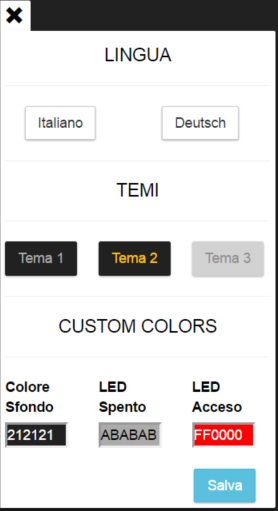 LINGUA
Italiano Deutsch
TEMI
Tema 1 Tema 2 Tema 3
CUSTOM COLORS
Colore LED LED
Sfondo Spento Acceso
212121 ABABAB FF0000
Salva